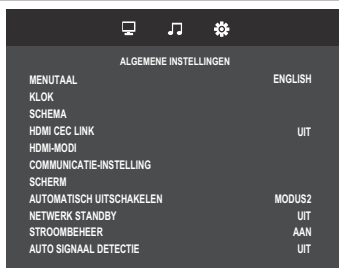 ALGEMENE INSTELLINGEN
MENUTAAL ENGLISH
KLOK
SCHEMA
HDMI CEC LINK UIT
HDMI-MODI
COMMUNICATIE-INSTELLING
SCHERM
AUTOMATISCH UITSCHAKELEN MODUS2
NETWERK STANDBY UIT
STROOMBEHEER AAN
AUTO SIGNAAL DETECTIE UIT